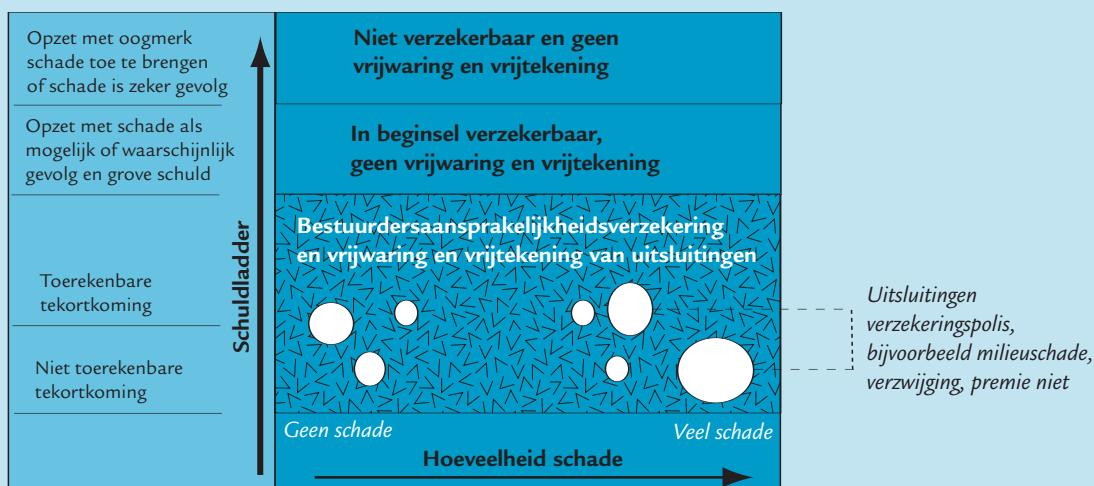 Opzet met oogmerk
schade toe te brengen
of schade is zeker gevolg
Niet verzekerbaar en geen
vrijwaring en vrijtekening
Opzet met schade als
mogelijk of waarschijnlijk
gevolg en grove schuld
In beginsel verzekerbaar,
geen vrijwaring en vrijtekening
Schuldladder
Bestuurdersaansprakelijkheidsverzekering
en vrijwaring en vrijtekening van uitsluitingen
Toerekenbare
tekortkoming
Niet toerekenbare
tekortkoming
Uitsluitingen
verzekeringspolis,
bijvoorbeeld milieuschade,
verzwijging, premie niet
Geen schade
Veel schade
Hoeveelheid schade